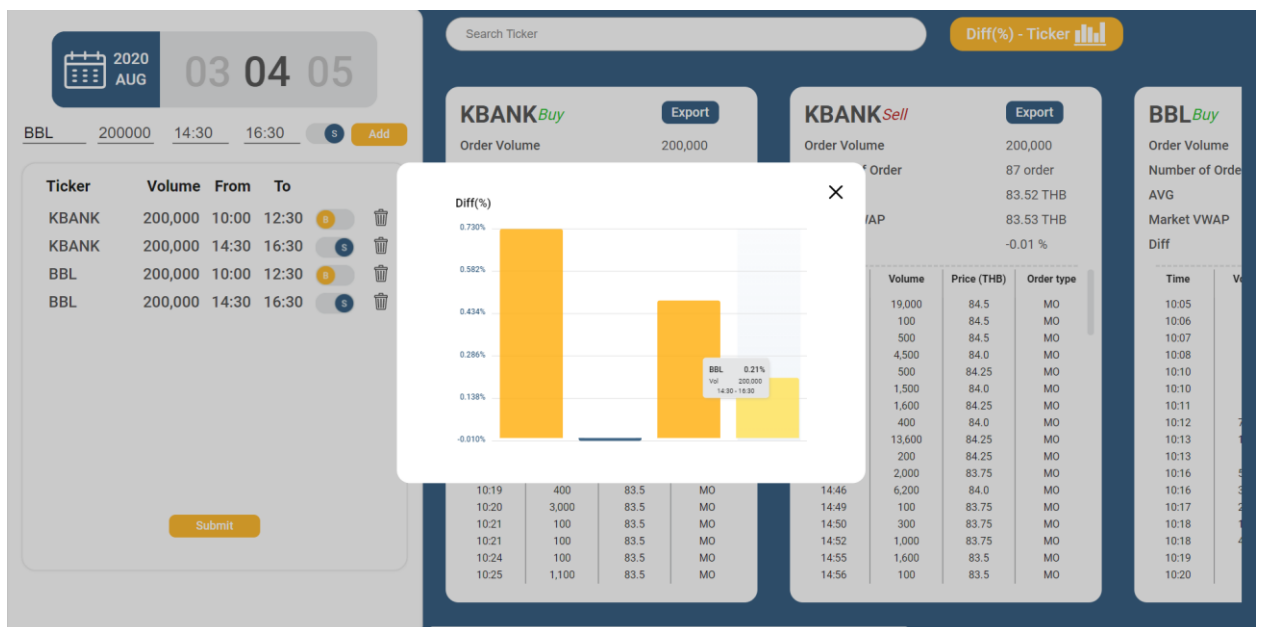 2020
AUG
03 04 05
BBL 200000 14:30 16:30 S Add
Ticker Volume From To
KBANK 200,000 10:00 12:30 B
KBANK 200,000 14:30 16:30 S
BBL 200,000 10:00 12:30 B
BBL 200,000 14:30 16:30 S
Submit
Search Ticker
Diff(%) - Ticker
KBANK Buy Export
Order Volume 200,000
10:19 400 83.5 MO
10:20 3,000 83.5 MO
10:21 100 83.5 MO
10:21 100 83.5 MO
10:24 100 83.5 MO
10:25 1,100 83.5 MO
Diff(%)
0.730%
0.582%
0.434%
0.286%
0.138%
-0.010%
BBL 0.21%
Vol 200,000
14:30 - 16:30
KBANK Sell Export
Order Volume 200,000
Order 87 order
83.52 THB
AP 83.53 THB
-0.01 %
Volume Price (THB) Order type
19,000 84.5 MO
100 84.5 MO
500 84.5 MO
4,500 84.0 MO
500 84.25 MO
1,500 84.0 MO
1,600 84.25 MO
400 84.0 MO
13,600 84.25 MO
200 84.25 MO
2,000 83.75 MO
14:46 6,200 84.0 MO
14:49 100 83.75 MO
14:50 300 83.75 MO
14:52 1,000 83.75 MO
14:55 1,600 83.5 MO
14:56 100 83.5 MO
BBL Buy
Order Volume
Number of Orde
AVG
Market VWAP
Diff
Time
10:05
10:06
10:07
10:08
10:10
10:10
10:11
10:12
10:13
10:13
10:16
10:16
10:17
10:18
10:18
10:19
10:20